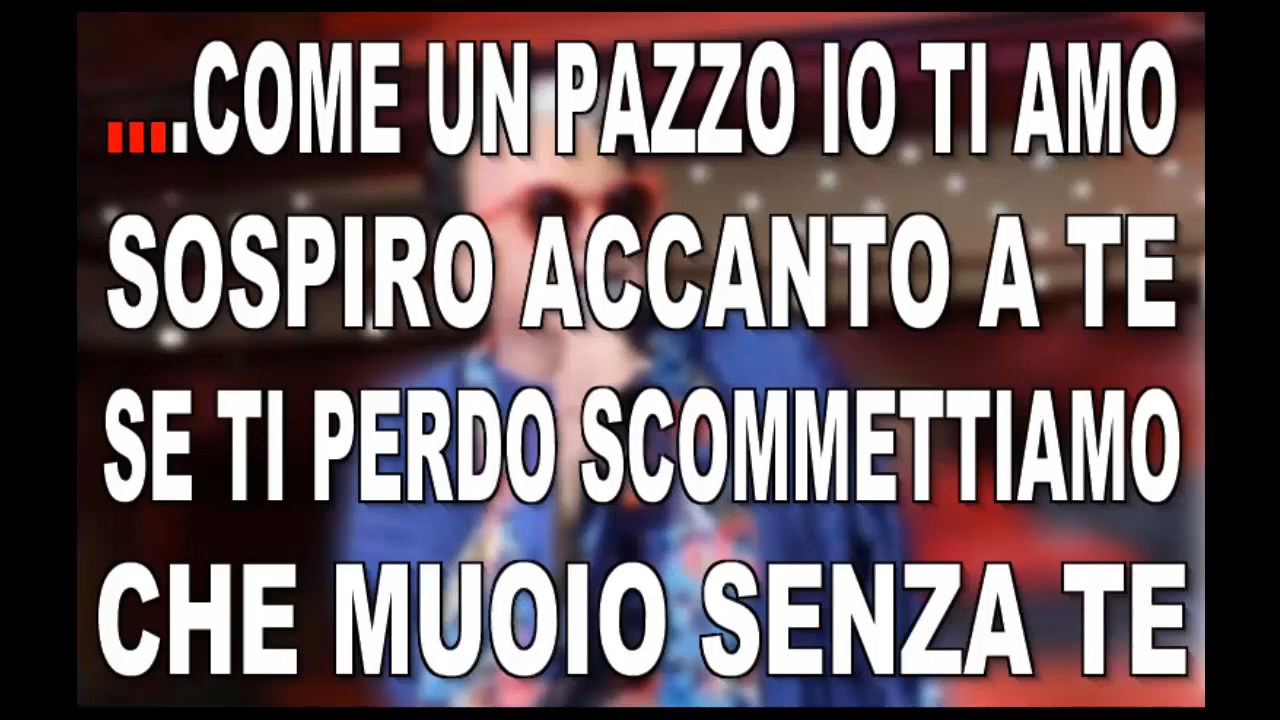 ....COME UN PAZZO IO TI AMO
SOSPIRO ACCANTO A TE
SE TI PERDO SCOMMETTIAMO
CHE MUOIO SENZA TE